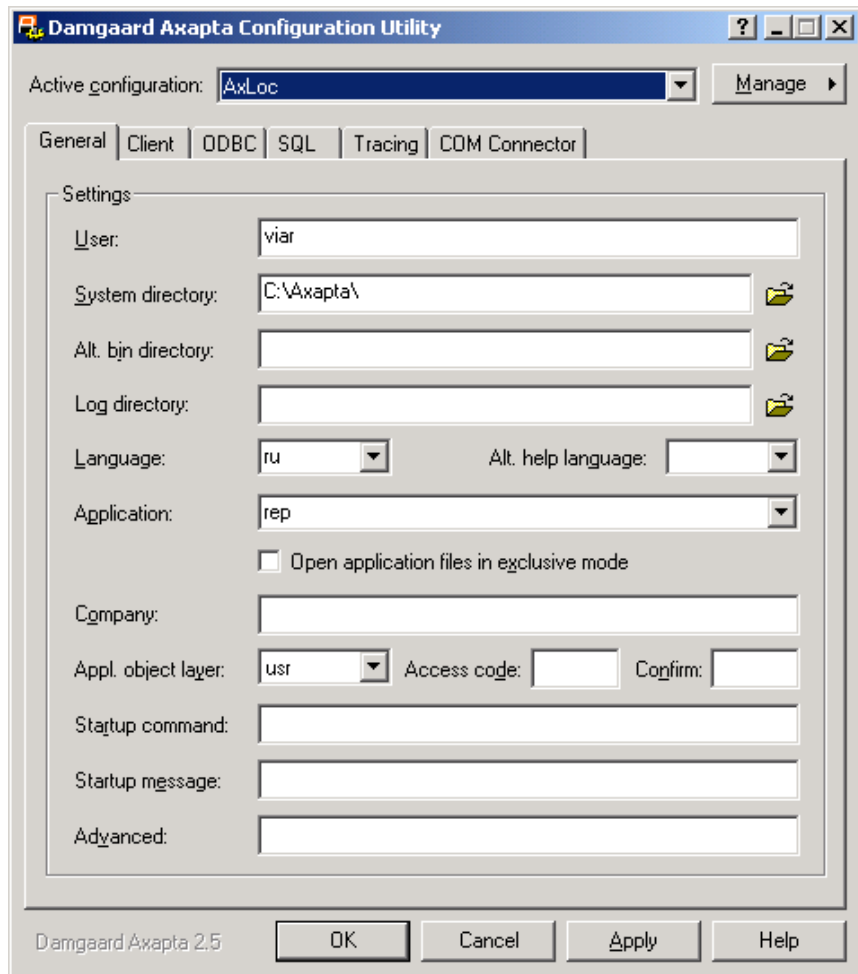 Damgaard Axapta Configuration Utility
Active configuration: AxLoc Manage
General Client ODBC SQL Tracing COM Connector
Settings
User: viar
System directory: C:\Axapta\
Alt. bin directory:
Log directory:
Language: ru Alt. help language:
Application: rep
Open application files in exclusive mode
Company:
Appl. object layer: usr Access code: Confirm:
Startup command:
Startup message:
Advanced:
Damgaard Axapta 2.5 OK Cancel Apply Help